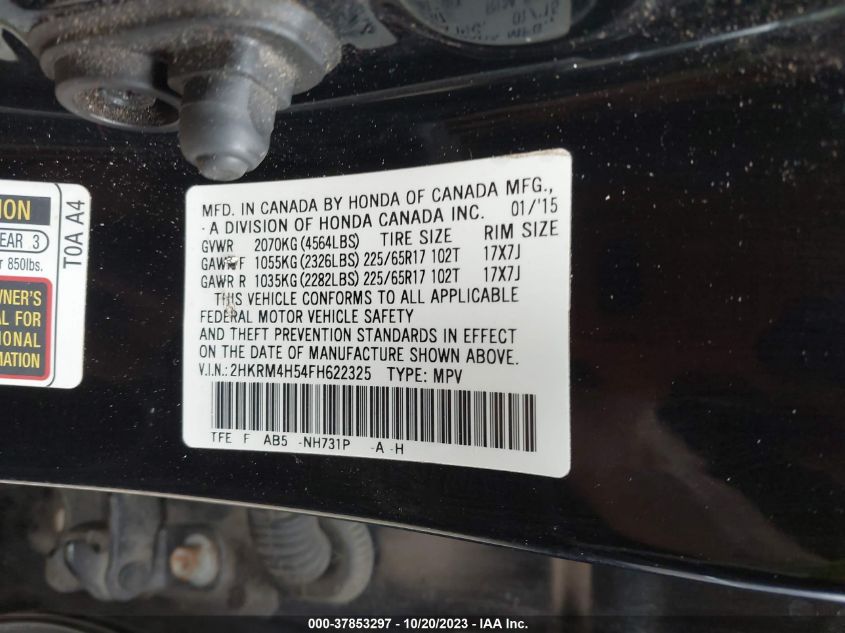 01/'15
ION
EAR 3
r 850lbs.
T0A A4
WNER'S
AL FOR
IONAL
RMATION
MFD. IN CANADA BY HONDA OF CANADA MFG.,
A DIVISION OF HONDA CANADA INC. 01/'15
GVWR 2070KG (4564LBS) TIRE SIZE RIM SIZE
GAWR F 1055KG (2326LBS) 225/65R17 102T 17X7J
GAWR R 1035KG (2282LBS) 225/65R17 102T 17X7J
THIS VEHICLE CONFORMS TO ALL APPLICABLE
FEDERAL MOTOR VEHICLE SAFETY
AND THEFT PREVENTION STANDARDS IN EFFECT
ON THE DATE OF MANUFACTURE SHOWN ABOVE.
V.I.N.: 2HKRM4H54FH622325 TYPE: MPV
TFE F AB5 -NH731P -A -H
000-37853297 - 10/20/2023 - IAA Inc.